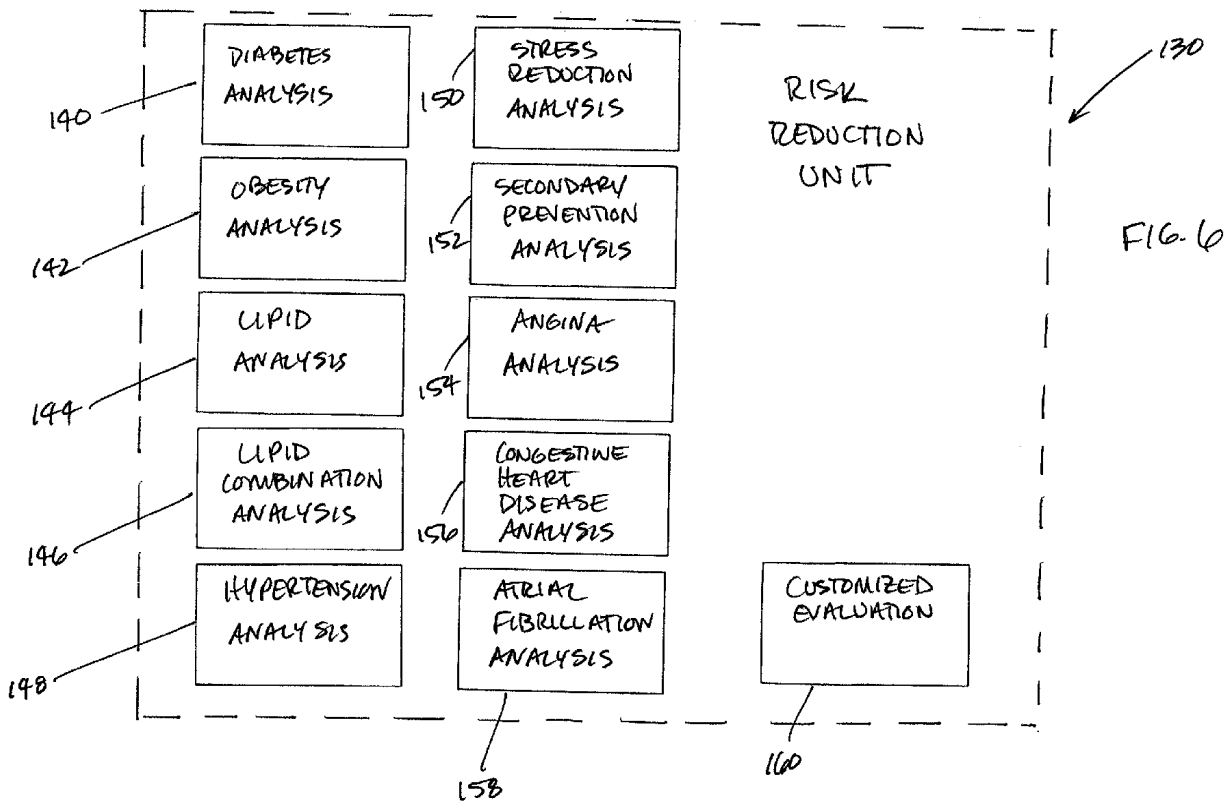 DIABETES
ANALYSIS
140
STRESS
REDUCTION
ANALYSIS
150
RISK
REDUCTION
UNIT
130
OBESITY
ANALYSIS
142
SECONDARY
PREVENTION
ANALYSIS
152
FIG. 6
LIPID
ANALYSIS
144
ANGINA
ANALYSIS
154
LIPID
COMBINATION
ANALYSIS
146
CONGESTIVE
HEART
DISEASE
ANALYSIS
156
HYPERTENSION
ANALYSIS
148
ATRIAL
FIBRILLATION
ANALYSIS
158
CUSTOMIZED
EVALUATION
160